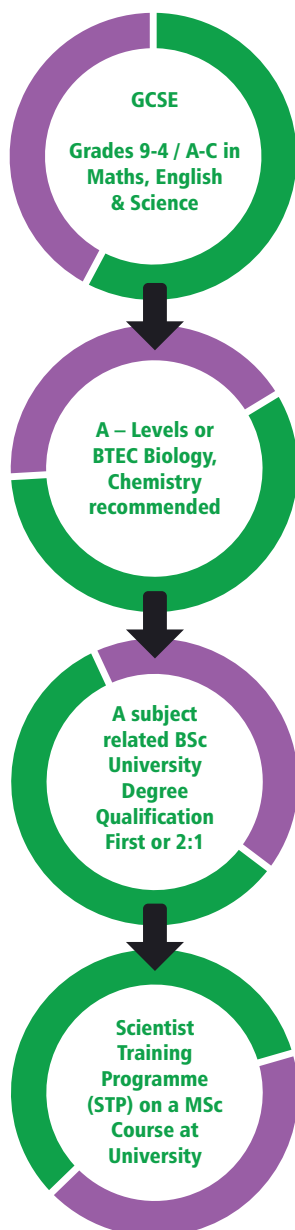 GCSE
Grades 9-4 / A-C in
Maths, English
& Science
A – Levels or
BTEC Biology,
Chemistry
recommended
A subject
related BSc
University
Degree
Qualification
First or 2:1
Scientist
Training
Programme
(STP) on a MSc
Course at
University